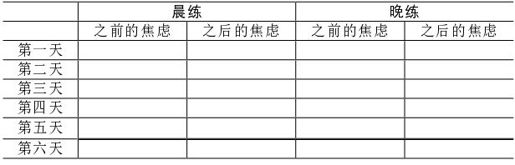 晨练 晚练
之前的焦虑 之后的焦虑 之前的焦虑 之后的焦虑
第一天
第二天
第三天
第四天
第五天
第六天